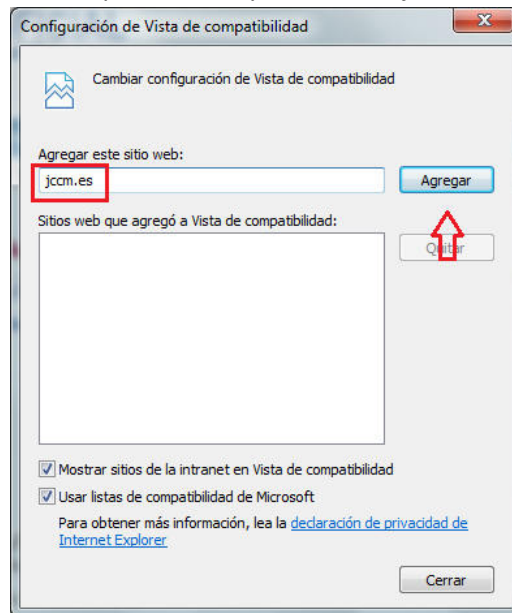 Configuración de Vista de compatibilidad
Cambiar configuración de Vista de compatibilidad
Agregar este sitio web:
jccm.es
Agregar
Sitios web que agregó a Vista de compatibilidad:
Quitar
Mostrar sitios de la intranet en Vista de compatibilidad
Usar listas de compatibilidad de Microsoft
Para obtener más información, lea la declaración de privacidad de
Internet Explorer
Cerrar